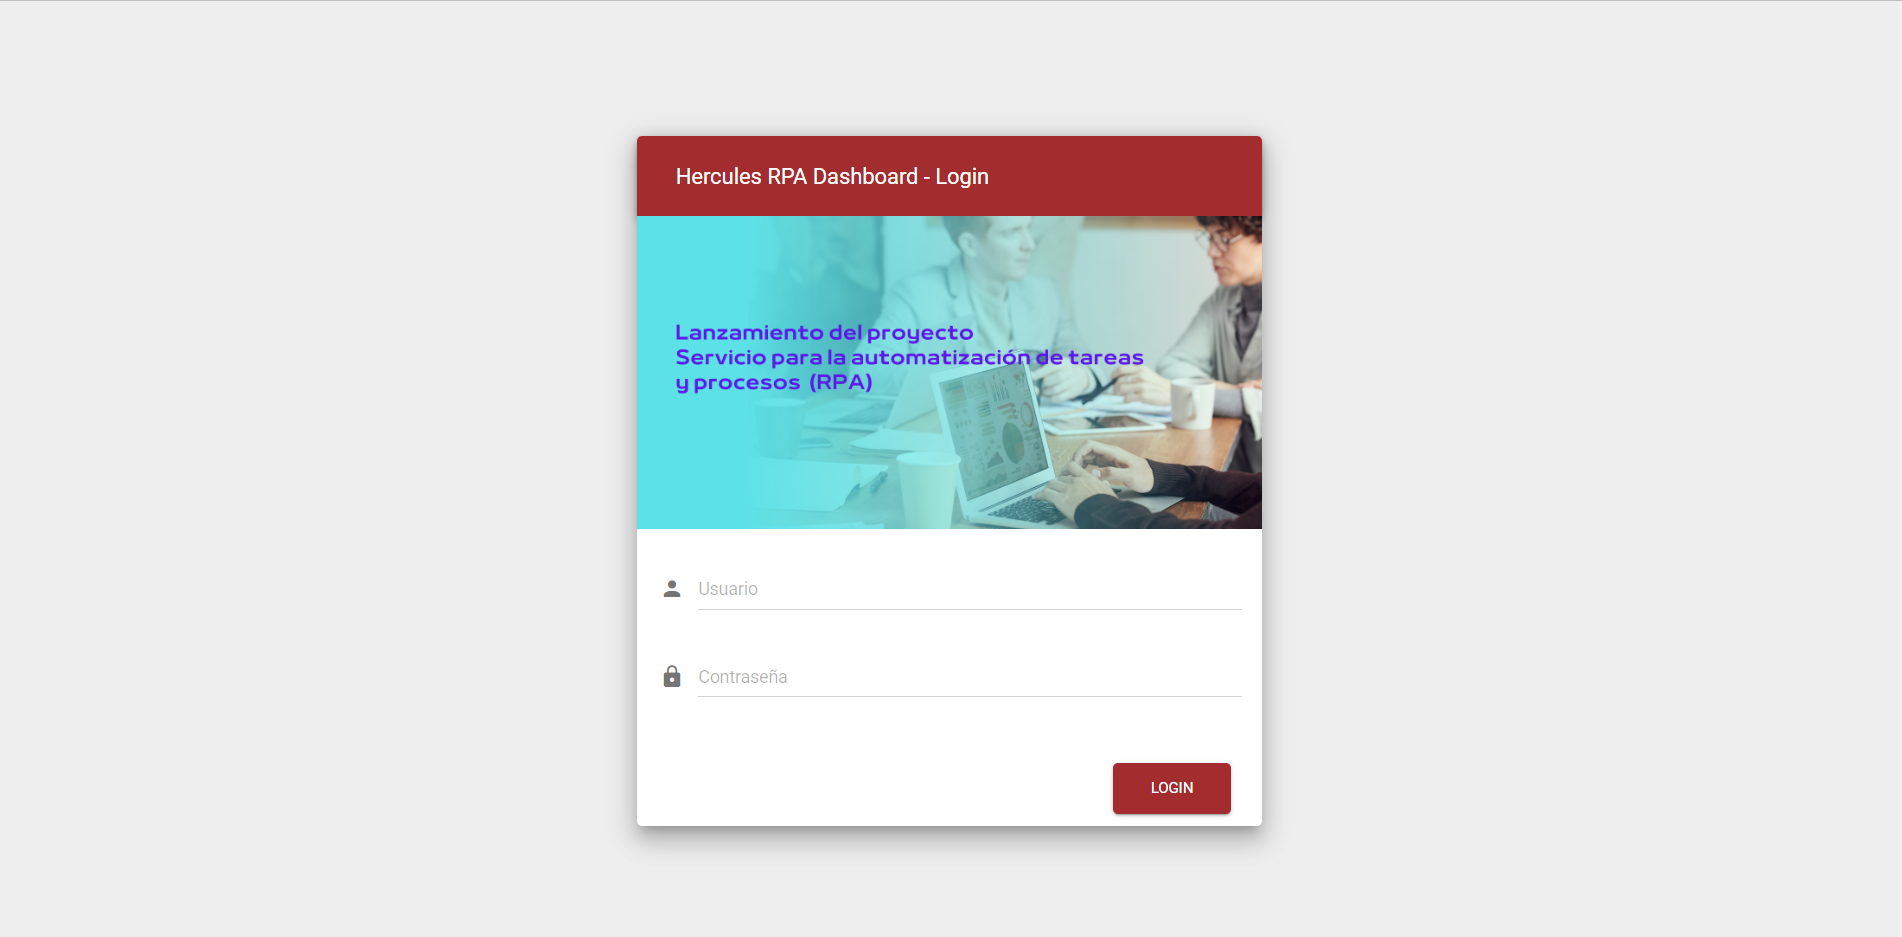 Hercules RPA Dashboard - Login
Lanzamiento del proyecto
Servicio para la automatización de tareas
y procesos (RPA)
Usuario
Contraseña
LOGIN